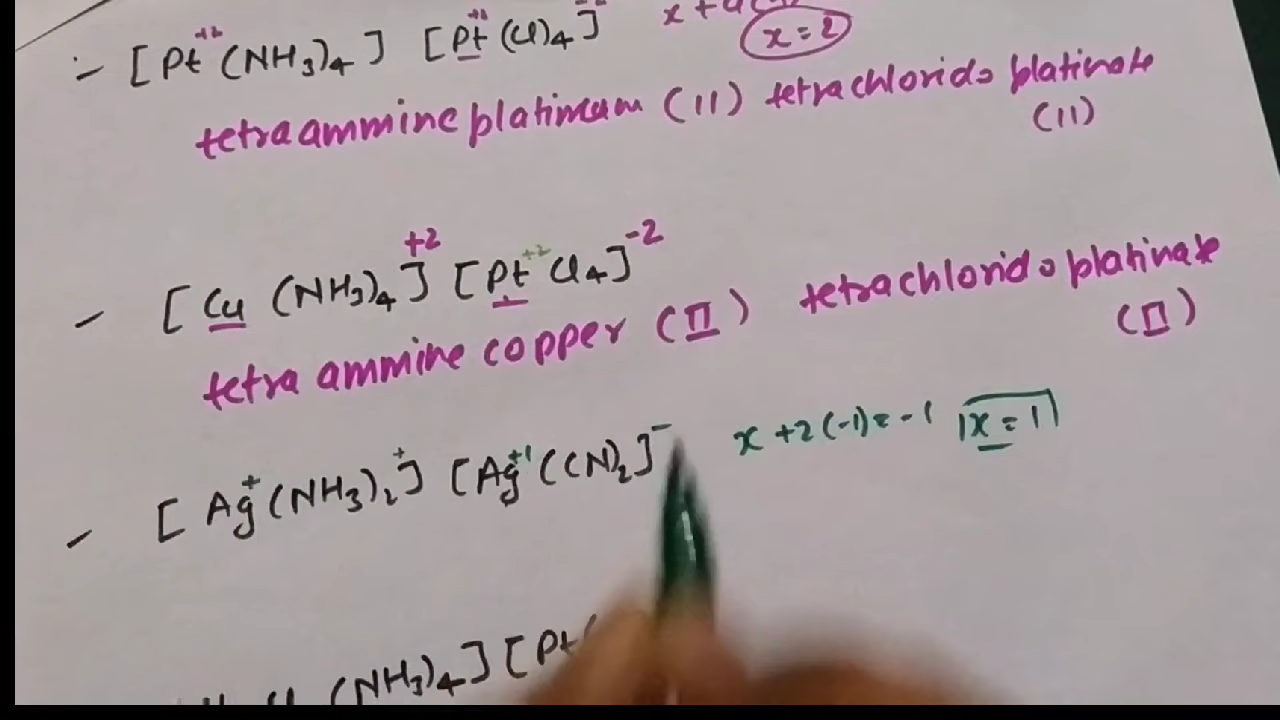 - [Pt⁺² (NH₃)₄] [Pt⁺² (Cl)₄]⁻² x + 4
x = 2
tetraammine platinum (II) tetrachlorido platinate
(II)
- [Cu (NH₃)₄]⁺² [Pt⁺² Cl₄]⁻²
tetra ammine copper (II) tetrachlorido platinate
(II)
- [Ag⁺(NH₃)₂]⁺ [Ag⁺¹(CN)₂]⁻ x + 2(-1) = -1 x = 1
(NH₃)₄] [Pt(